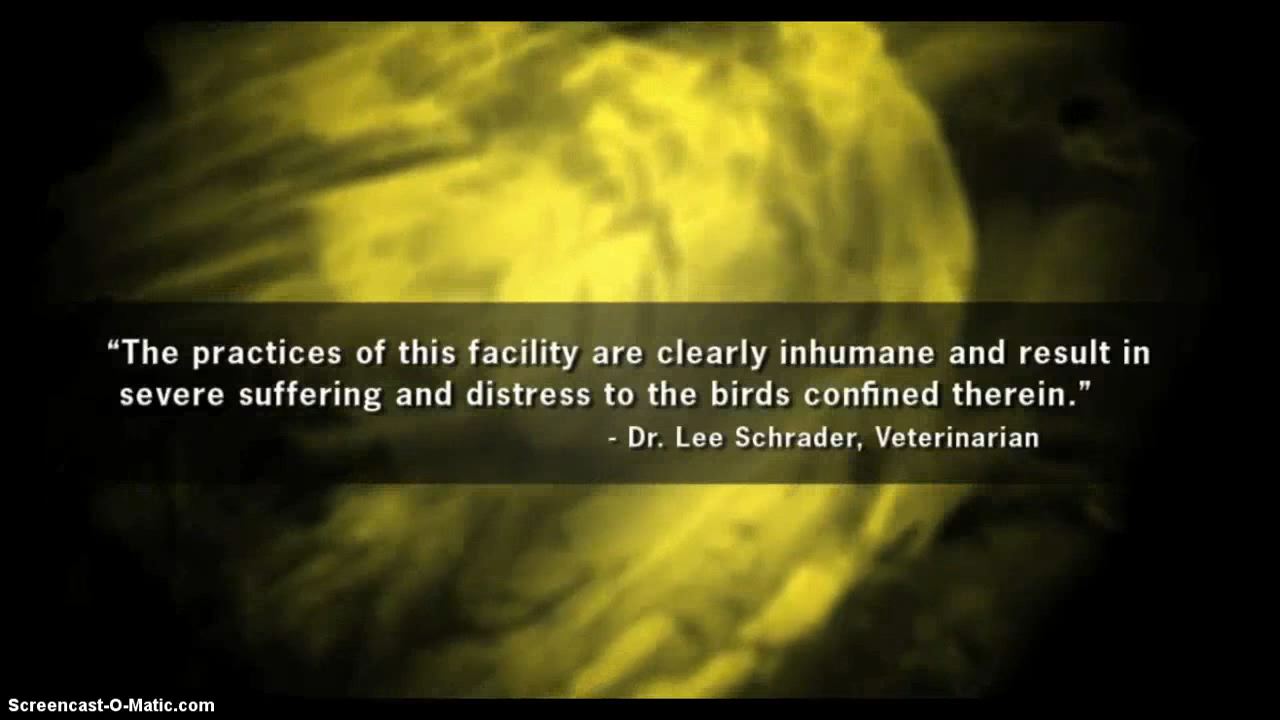 “The practices of this facility are clearly inhumane and result in
severe suffering and distress to the birds confined therein.”
- Dr. Lee Schrader, Veterinarian
Screencast-O-Matic.com